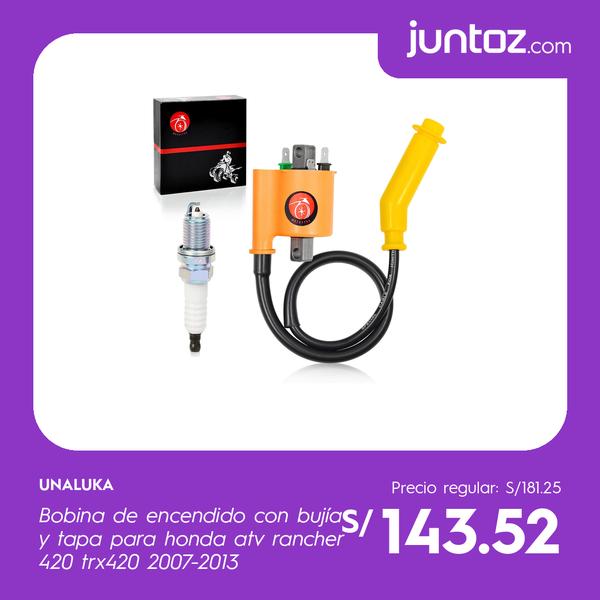 juntoz.com
UNALUKA
Bobina de encendido con bujía
y tapa para honda atv rancher
420 trx420 2007-2013
Precio regular: S/181.25
S/143.52